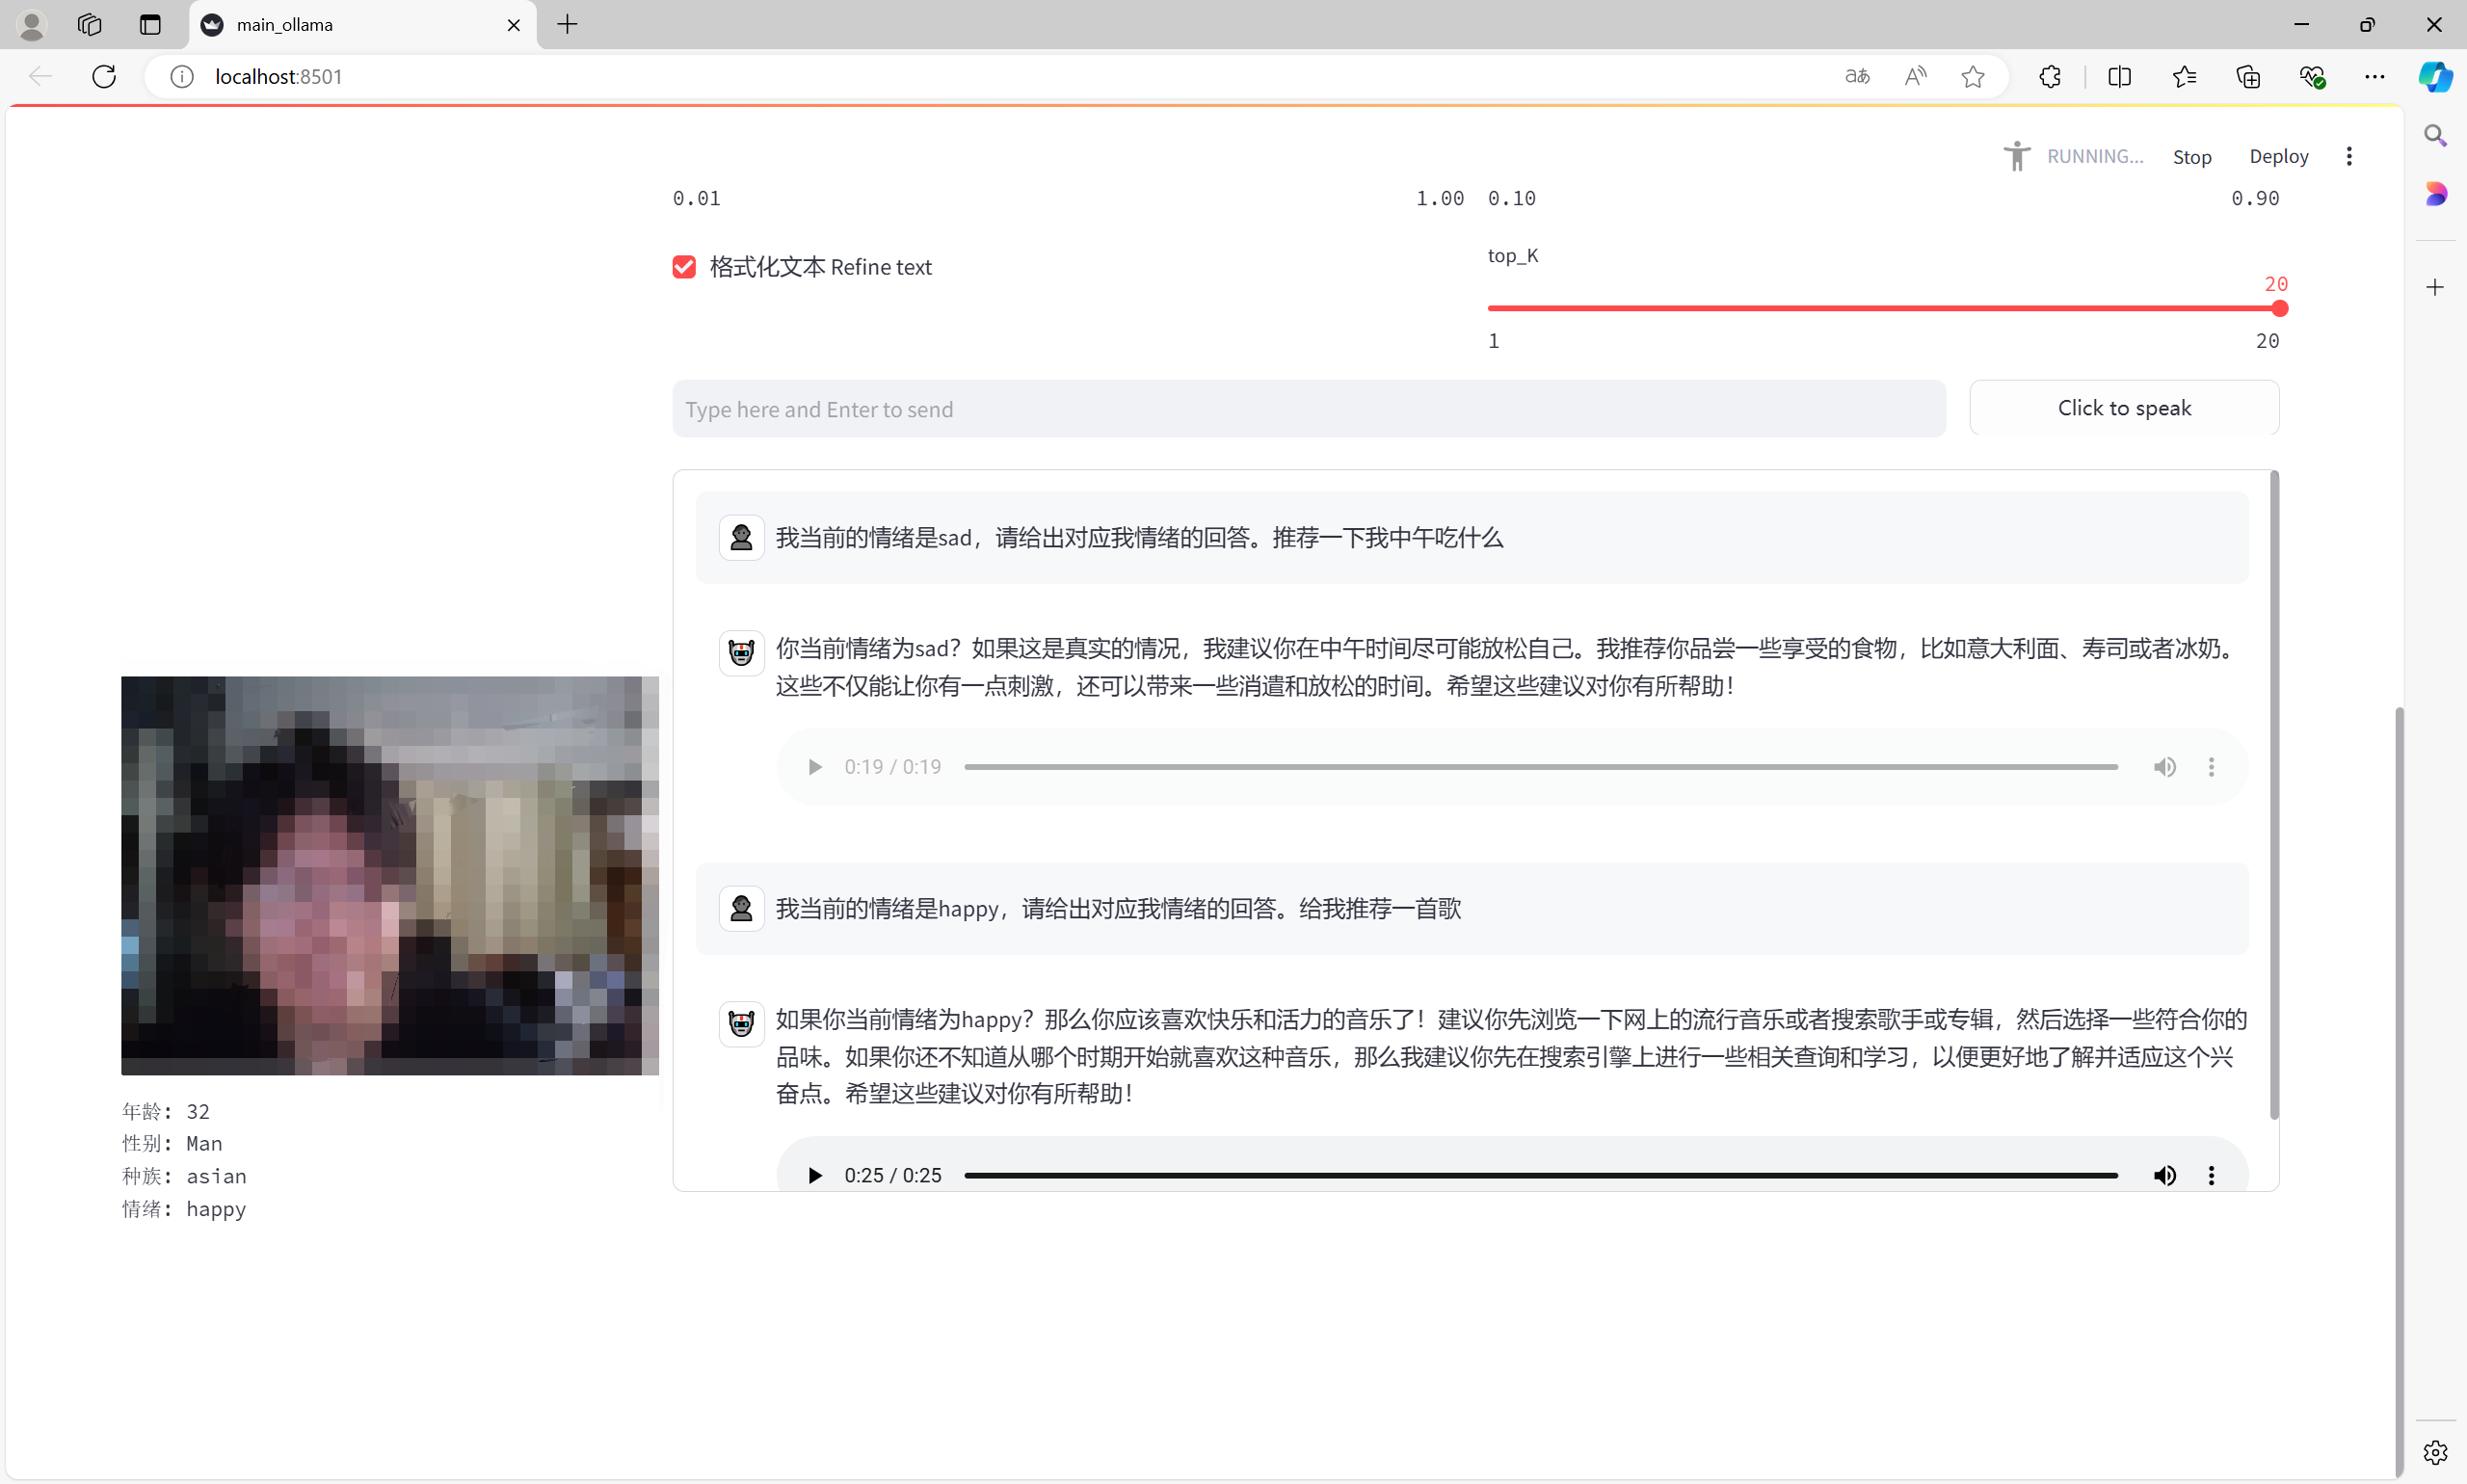 main_ollama
localhost:8501
RUNNING...
Stop
Deploy
0.01
1.00
0.10
0.90
格式化文本 Refine text
top_K
20
1
20
Type here and Enter to send
Click to speak
我当前的情绪是sad，请给出对应我情绪的回答。推荐一下我中午吃什么
你当前情绪为sad？如果这是真实的情况，我建议你在中午时间尽可能放松自己。我推荐你品尝一些享受的食物，比如意大利面、寿司或者冰奶。
这些不仅能让你有一点刺激，还可以带来一些消遣和放松的时间。希望这些建议对你有所帮助！
0:19 / 0:19
我当前的情绪是happy，请给出对应我情绪的回答。给我推荐一首歌
如果你当前情绪为happy？那么你应该喜欢快乐和活力的音乐了！建议你先浏览一下网上的流行音乐或者搜索歌手或专辑，然后选择一些符合你的
品味。如果你还不知道从哪个时期开始就喜欢这种音乐，那么我建议你先在搜索引擎上进行一些相关查询和学习，以便更好地了解并适应这个兴
奋点。希望这些建议对你有所帮助！
0:25 / 0:25
年龄: 32
性别: Man
种族: asian
情绪: happy